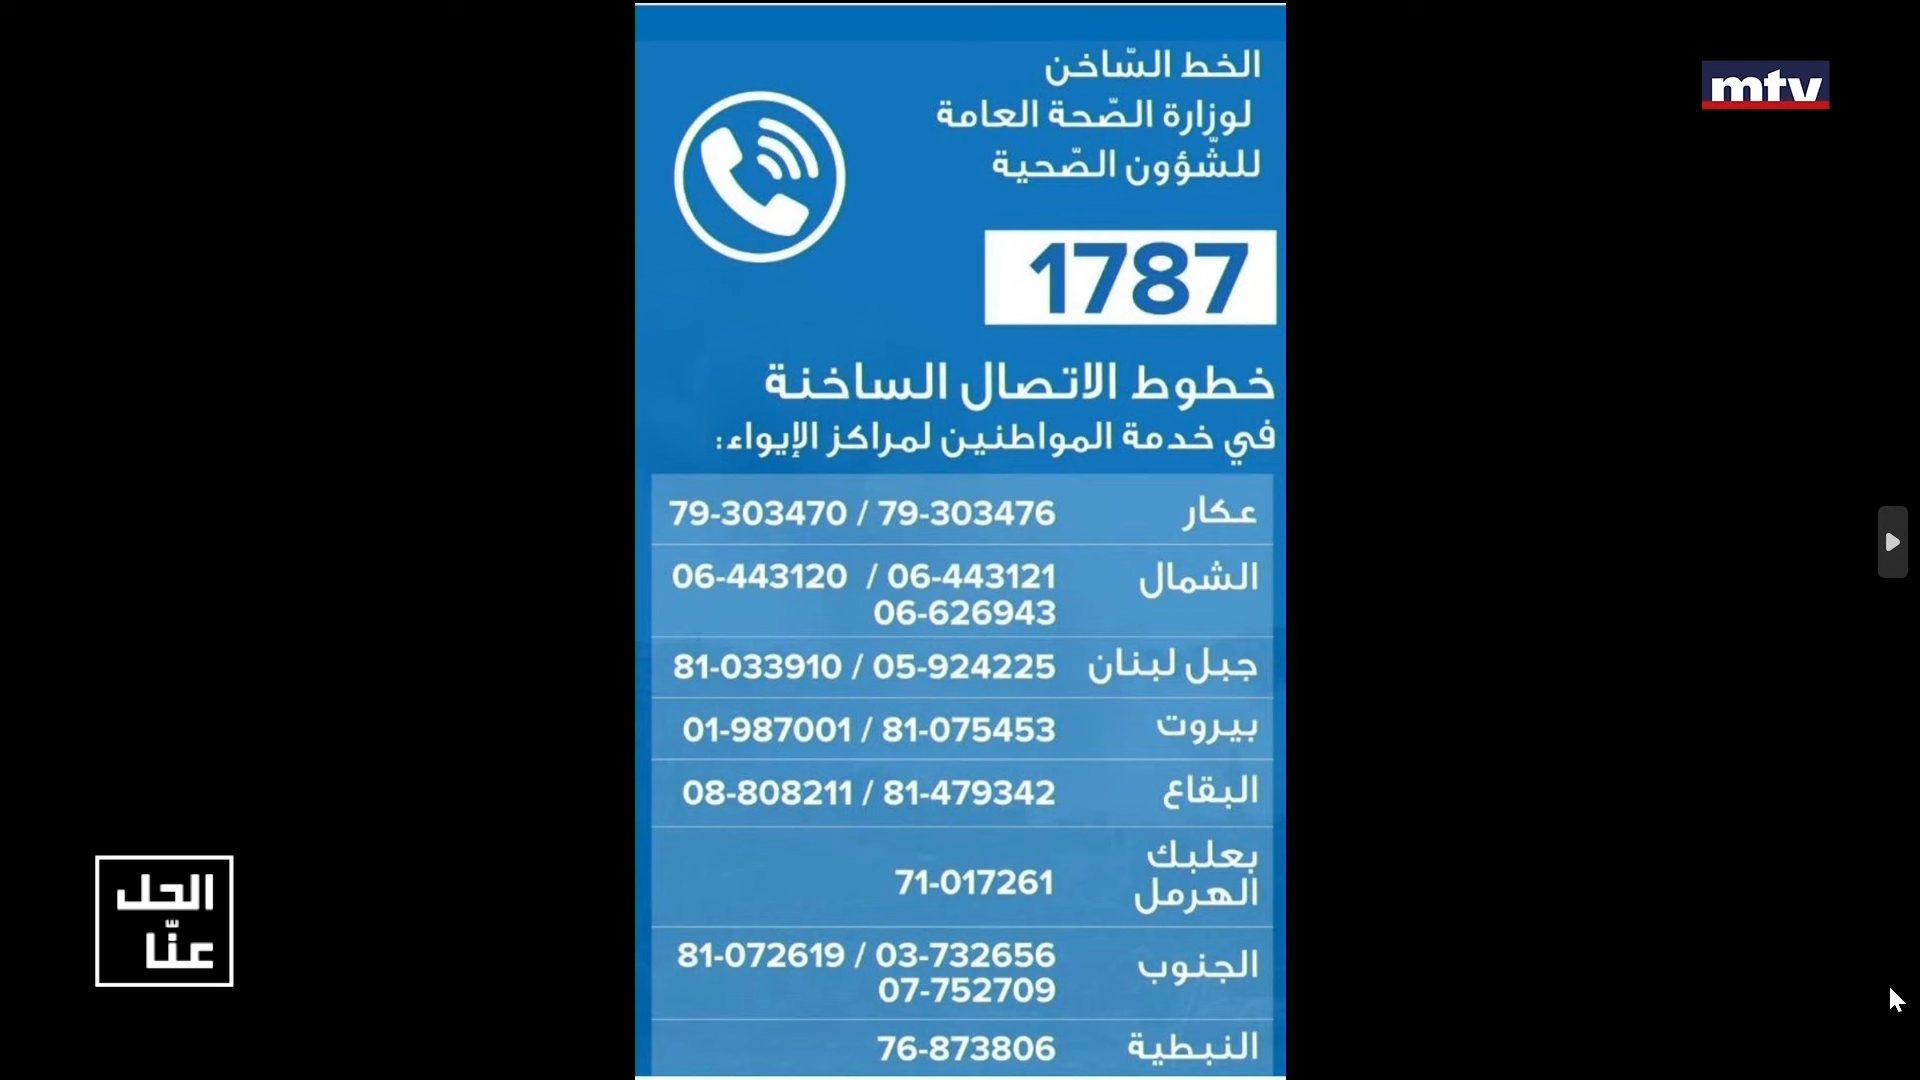 mtv
الخط السّاخن
لوزارة الصّحة العامة
للشّؤون الصّحية
1787
خطوط الاتصال الساخنة
في خدمة المواطنين لمراكز الإيواء:
عكار 79-303470 / 79-303476
الشمال 06-443120 / 06-443121
06-626943
جبل لبنان 81-033910 / 05-924225
بيروت 01-987001 / 81-075453
البقاع 08-808211 / 81-479342
بعلبك
الهرمل 71-017261
الجنوب 81-072619 / 03-732656
07-752709
النبطية 76-873806
الحل
عنّا